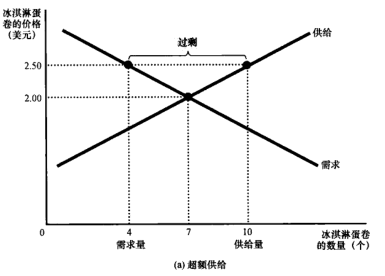 冰淇淋蛋
卷的价格
(美元)
过剩
供给
2.50
2.00
需求
0
4
7
10
冰淇淋蛋卷
的数量(个)
需求量
供给量
(a) 超额供给